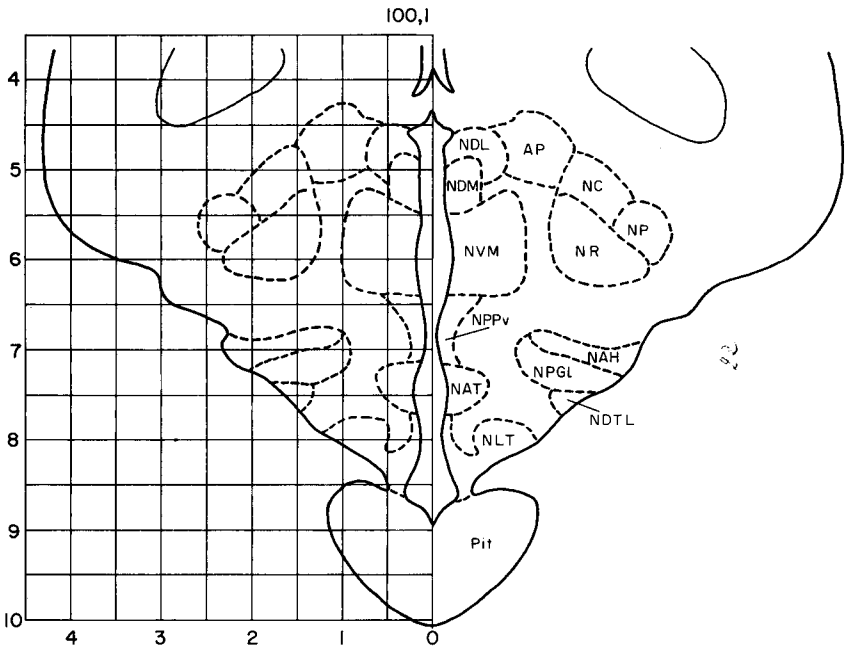 100,1
4
5
6
7
8
9
10
4 3 2 1 0
NDL
AP
NDM
NC
NP
NVM
NR
NPPv
NAH
NPGl
NAT
NDTL
NLT
Pit